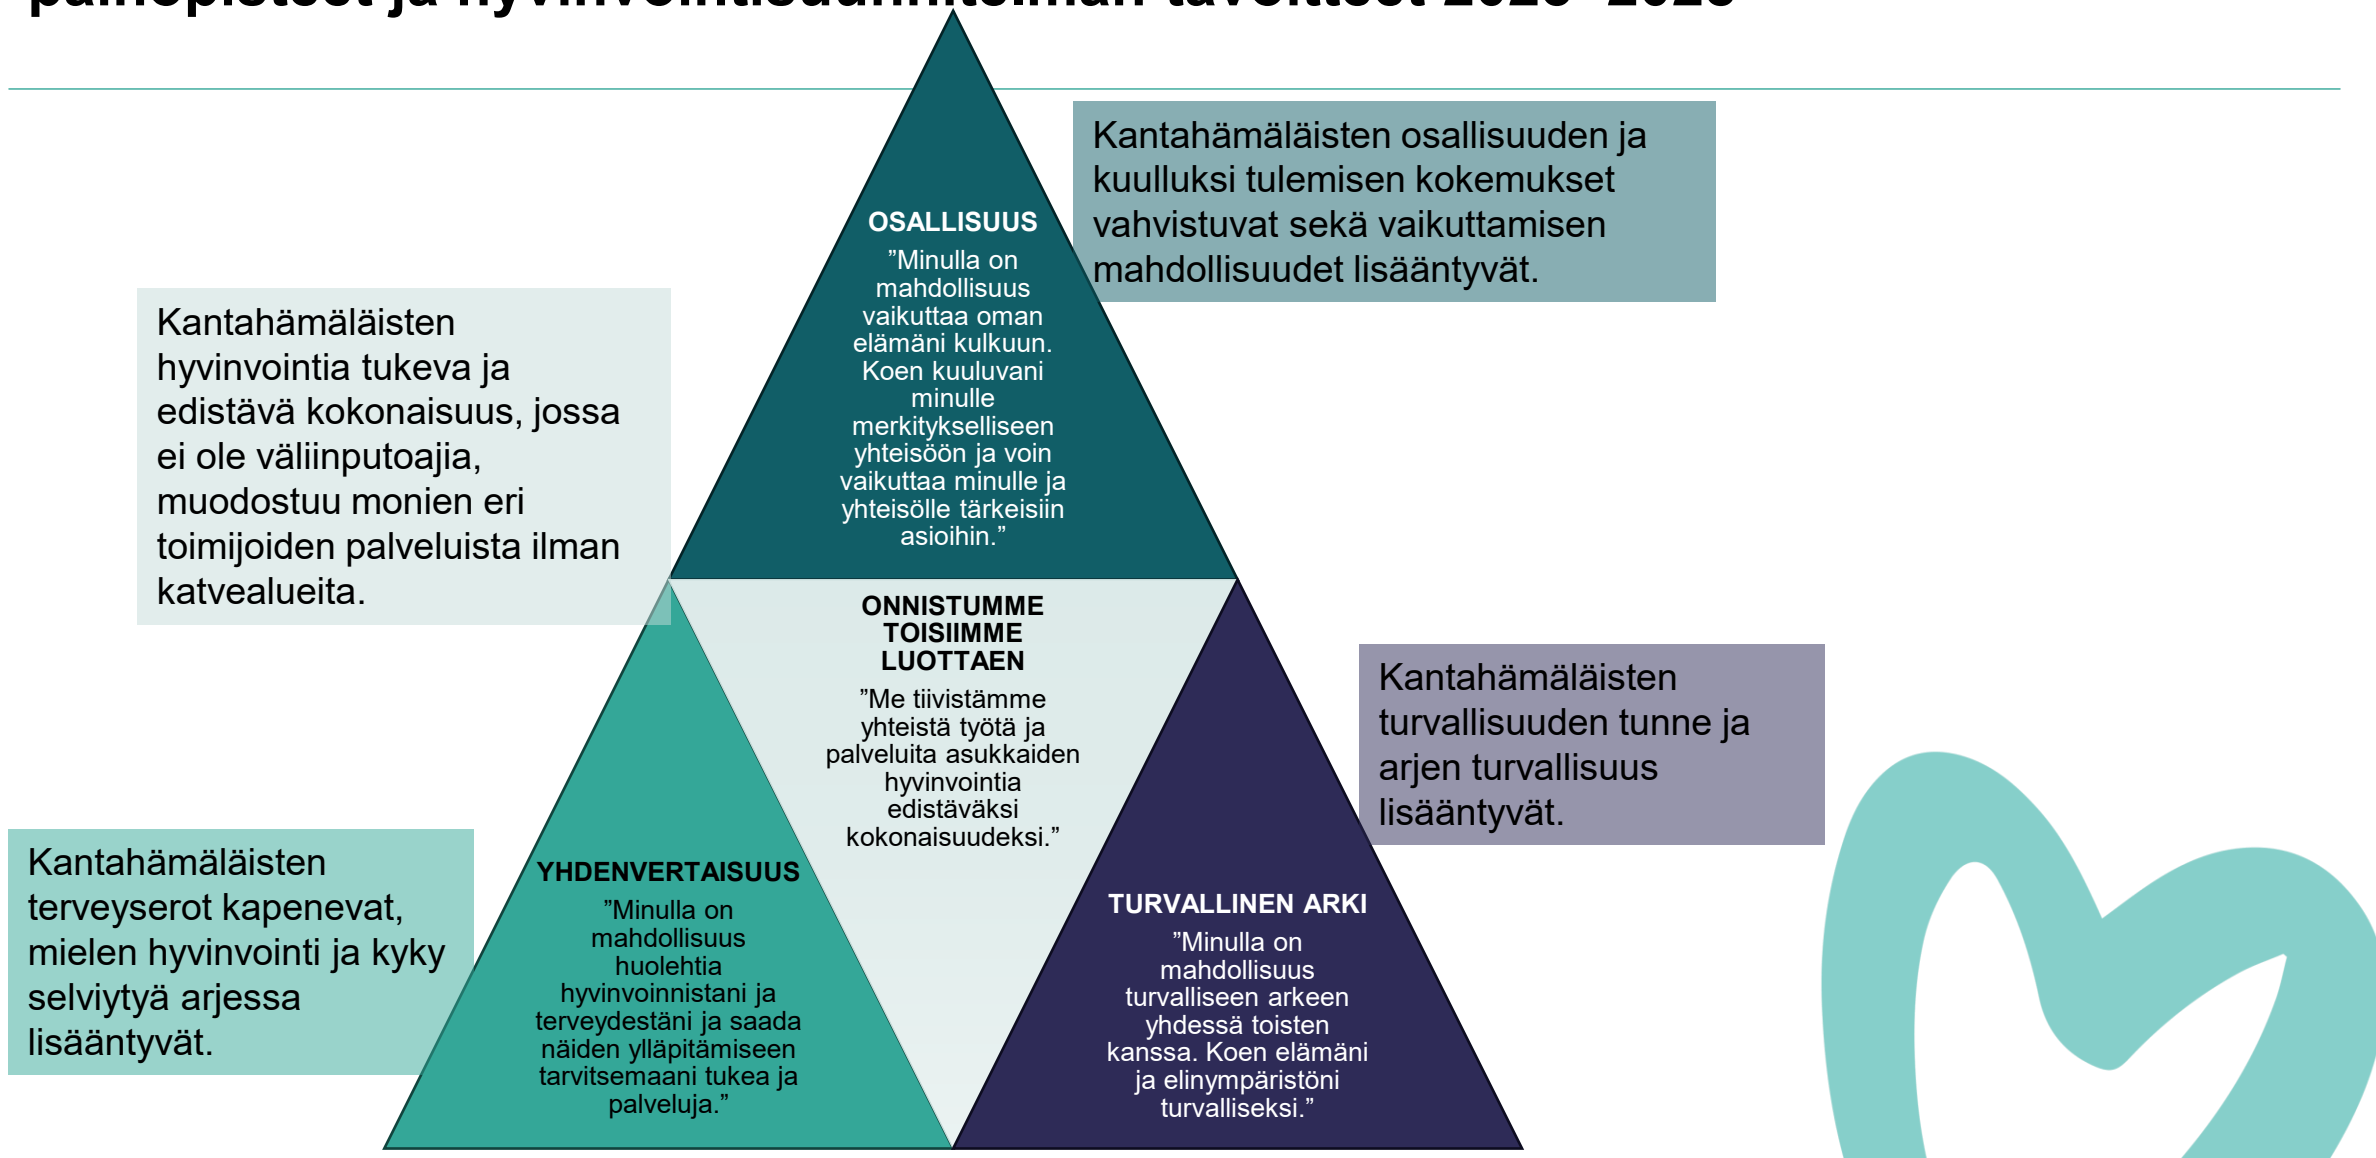 painopisteet ja hyvinvointisuunnitelman tavoitteet
Kantahämäläisten osallisuuden ja
kuulluksi tulemisen kokemukset
vahvistuvat sekä vaikuttamisen
mahdollisuudet lisääntyvät.
OSALLISUUS
”Minulla on
mahdollisuus
vaikuttaa oman
elämäni kulkuun.
Koen kuuluvani
minulle
merkitykselliseen
yhteisöön ja voin
vaikuttaa minulle ja
yhteisölle tärkeisiin
asioihin.”
Kantahämäläisten
hyvinvointia tukeva ja
edistävä kokonaisuus, jossa
ei ole väliinputoajia,
muodostuu monien eri
toimijoiden palveluista ilman
katvealueita.
ONNISTUMME
TOISIIMME
LUOTTAEN
”Me tiivistämme
yhteistä työtä ja
palveluita asukkaiden
hyvinvointia
edistäväksi
kokonaisuudeksi.”
Kantahämäläisten
turvallisuuden tunne ja
arjen turvallisuus
lisääntyvät.
Kantahämäläisten
terveyserot kapenevat,
mielen hyvinvointi ja kyky
selviytyä arjessa
lisääntyvät.
YHDENVERTAISUUS
”Minulla on
mahdollisuus
huolehtia
hyvinvoinnistani ja
terveydestäni ja saada
näiden ylläpitämiseen
tarvitsemaani tukea ja
palveluja.”
TURVALLINEN ARKI
”Minulla on
mahdollisuus
turvalliseen arkeen
yhdessä toisten
kanssa. Koen elämäni
ja elinympäristöni
turvalliseksi.”